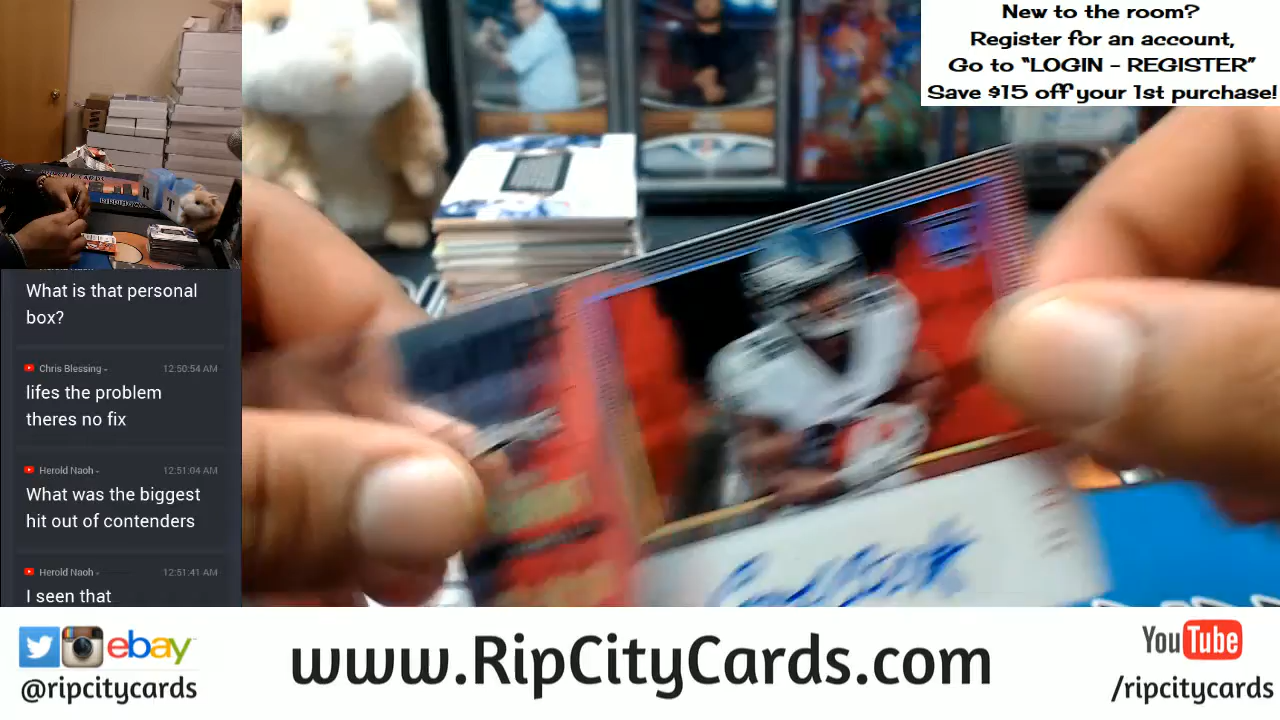 New to the room?
Register for an account,
Go to “LOGIN - REGISTER”
Save $15 off your 1st purchase!
What is that personal
box?
Chris Blessing -
12:50:54 AM
lifes the problem
theres no fix
Herold Naoh -
12:51:04 AM
What was the biggest
hit out of contenders
Herold Naoh -
12:51:41 AM
I seen that
ebay
@ripcitycards
www.RipCityCards.com
YouTube
/ripcitycards